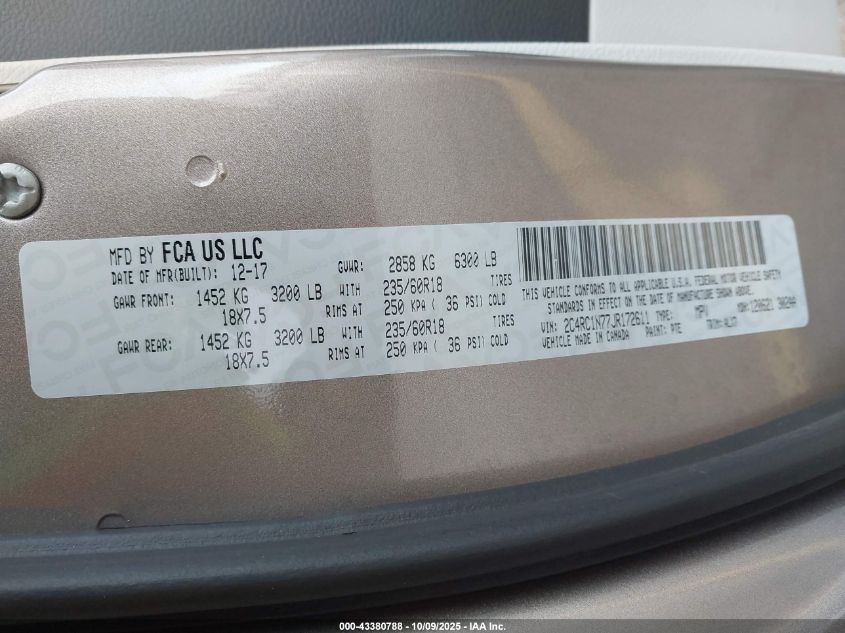 MFD BY FCA US LLC
DATE OF MFR(BUILT): 12-17 GVWR: 2858 KG 6300 LB
GAWR FRONT: 1452 KG 3200 LB WITH 235/60R18 TIRES
18X7.5 RIMS AT 250 KPA ( 36 PSI) COLD
GAWR REAR: 1452 KG 3200 LB WITH 235/60R18 TIRES
18X7.5 RIMS AT 250 KPA ( 36 PSI) COLD
THIS VEHICLE CONFORMS TO ALL APPLICABLE U.S.A. FEDERAL MOTOR VEHICLE SAFETY
STANDARDS IN EFFECT ON THE DATE OF MANUFACTURE SHOWN ABOVE.
VIN: 2C4RC1N77JR172611 TYPE: MPV MDH:
VEHICLE MADE IN CANADA PAINT: PTE TRIM:
000-43380788 - 10/09/2025 - IAA Inc.